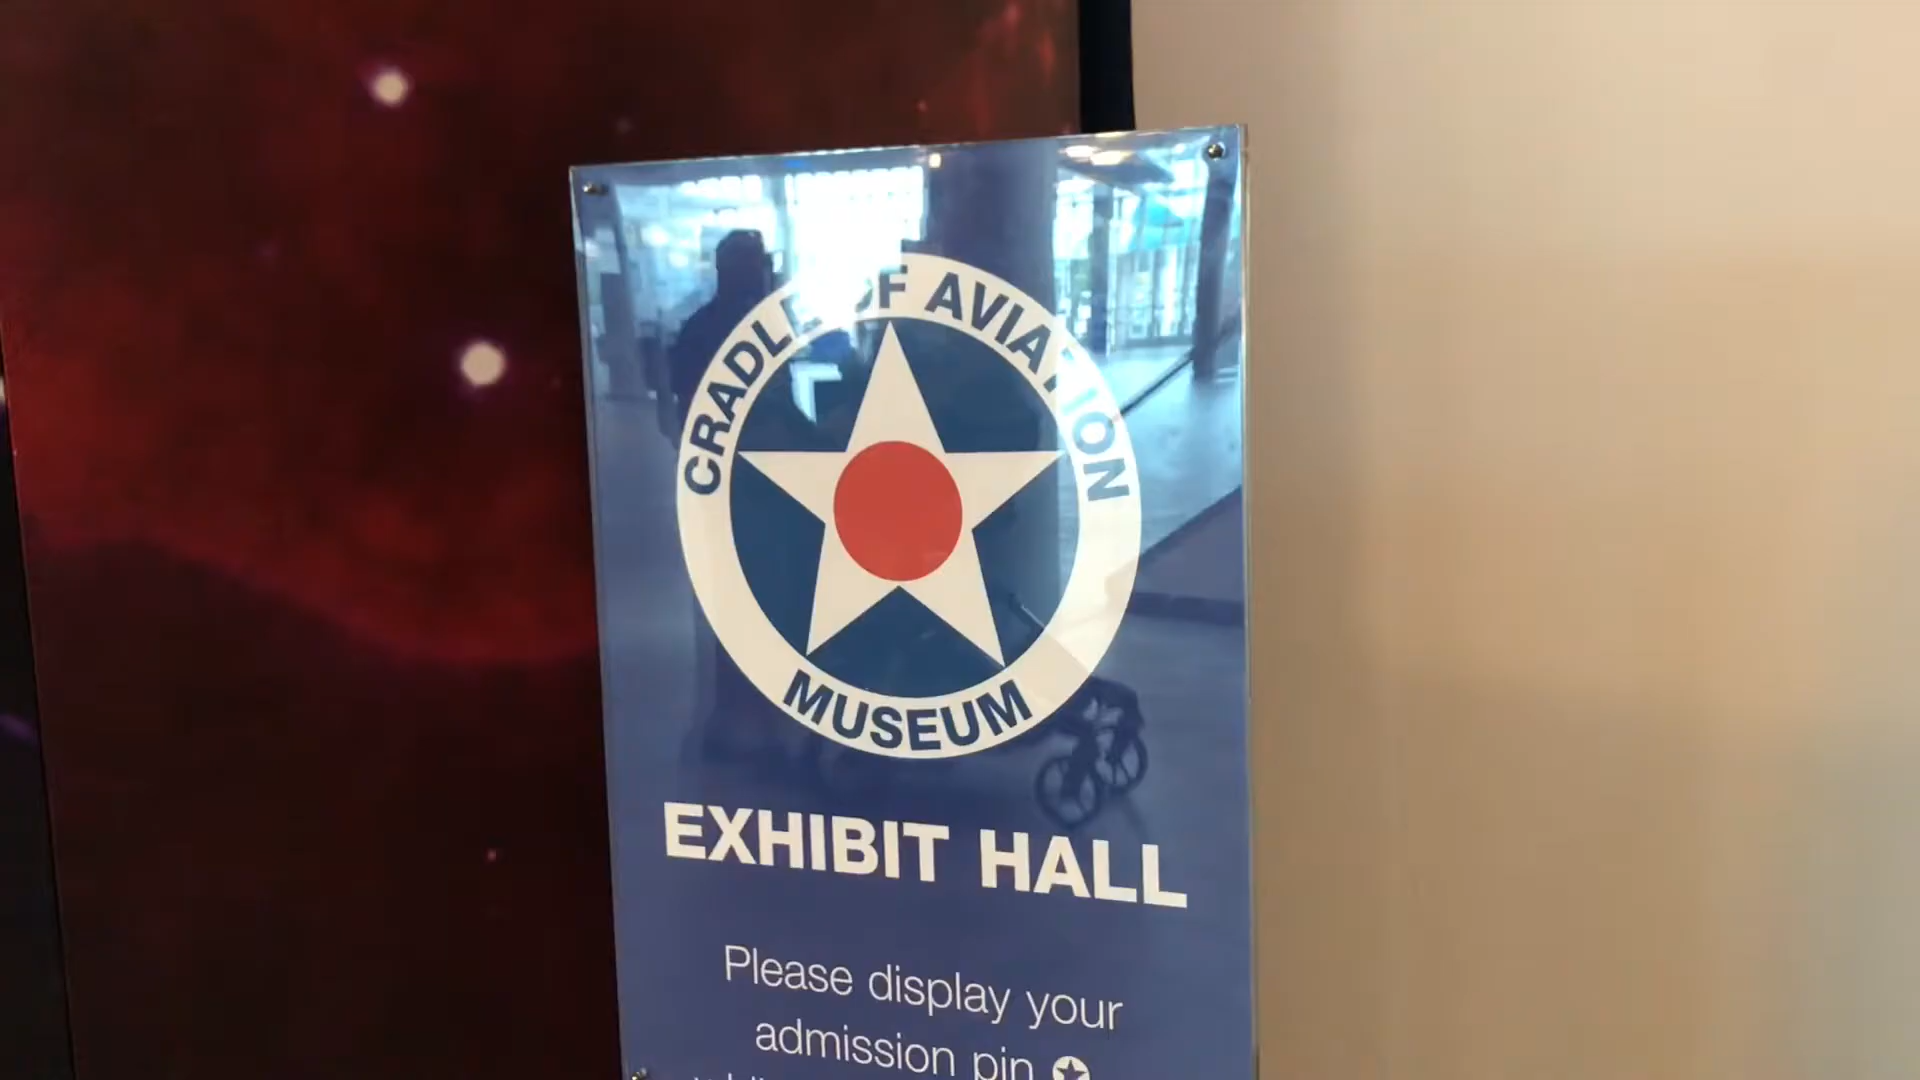 CRADLE OF AVIATION
MUSEUM
EXHIBIT HALL
Please display your
admission pin